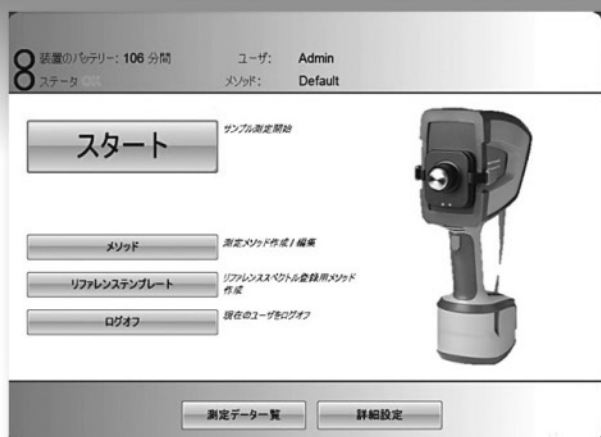 装置のバッテリー: 106 分間
ユーザ: Admin
ステータ OK
メソッド: Default
スタート
サンプル測定開始
メソッド
測定メソッド作成 / 編集
リファレンステンプレート
リファレンススペクトル登録用メソッド
作成
ログオフ
現在のユーザをログオフ
測定データ一覧
詳細設定